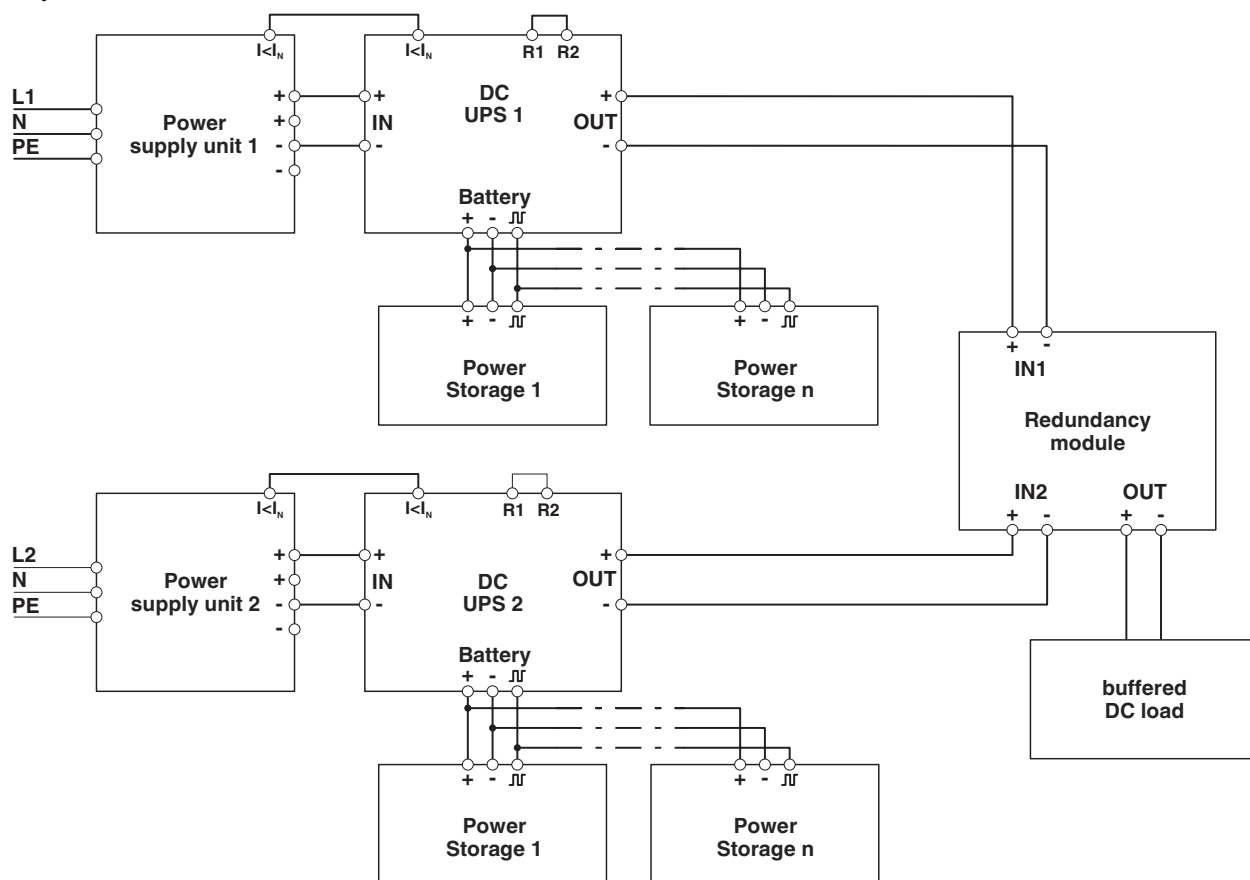 I<IN
I<IN
R1 R2
L1
N
PE
Power
supply unit 1
+
+
-
-
+
IN
-
DC
UPS 1
+
OUT
-
Battery
+ -
+ -
Power
Storage 1
+ -
Power
Storage n
+ -
IN1
Redundancy
module
IN2 OUT
+ - + -
I<IN
I<IN
R1 R2
L2
N
PE
Power
supply unit 2
+
+
-
-
+
IN
-
DC
UPS 2
+
OUT
-
Battery
+ -
+ -
Power
Storage 1
+ -
Power
Storage n
buffered
DC load